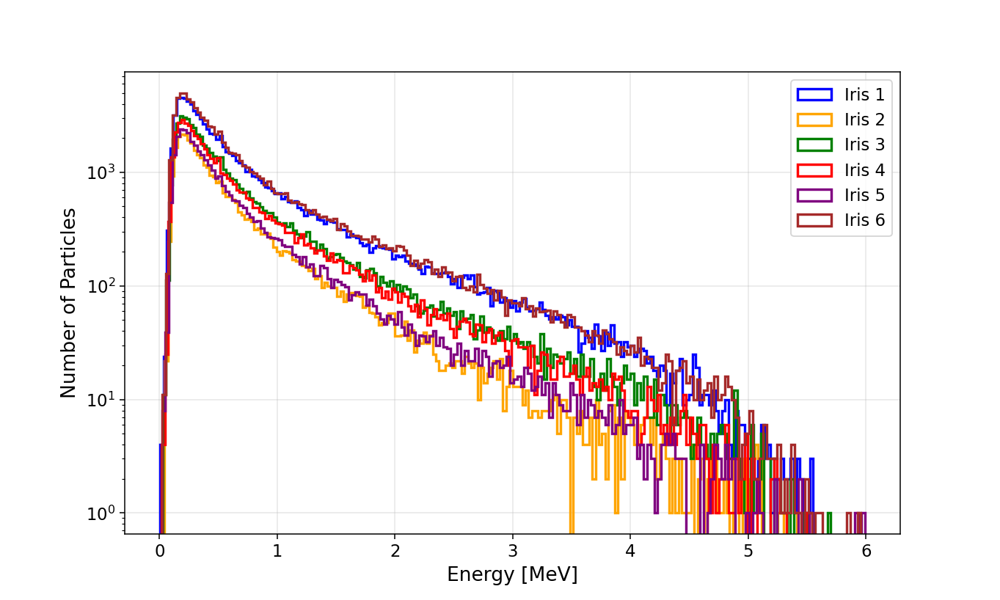 Number of Particles
10³
10²
10¹
10⁰
Iris 1
Iris 2
Iris 3
Iris 4
Iris 5
Iris 6
0 1 2 3 4 5 6
Energy [MeV]